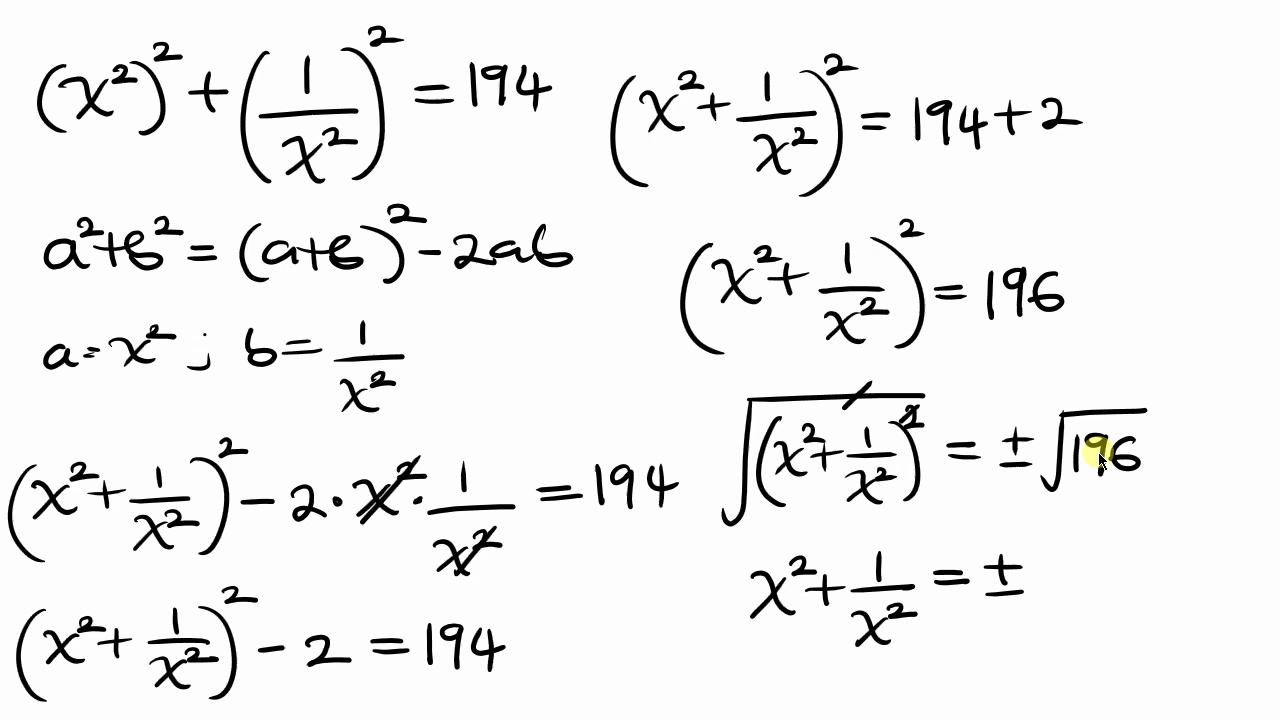 (x²)² + (1/x²)² = 194
a²+b² = (a+b)² - 2ab
a = x² ; b = 1/x²
(x² + 1/x²)² - 2 · x² · 1/x² = 194
(x² + 1/x²)² - 2 = 194
(x² + 1/x²)² = 194 + 2
(x² + 1/x²)² = 196
√(x² + 1/x²)² = ± √196
x² + 1/x² = ±